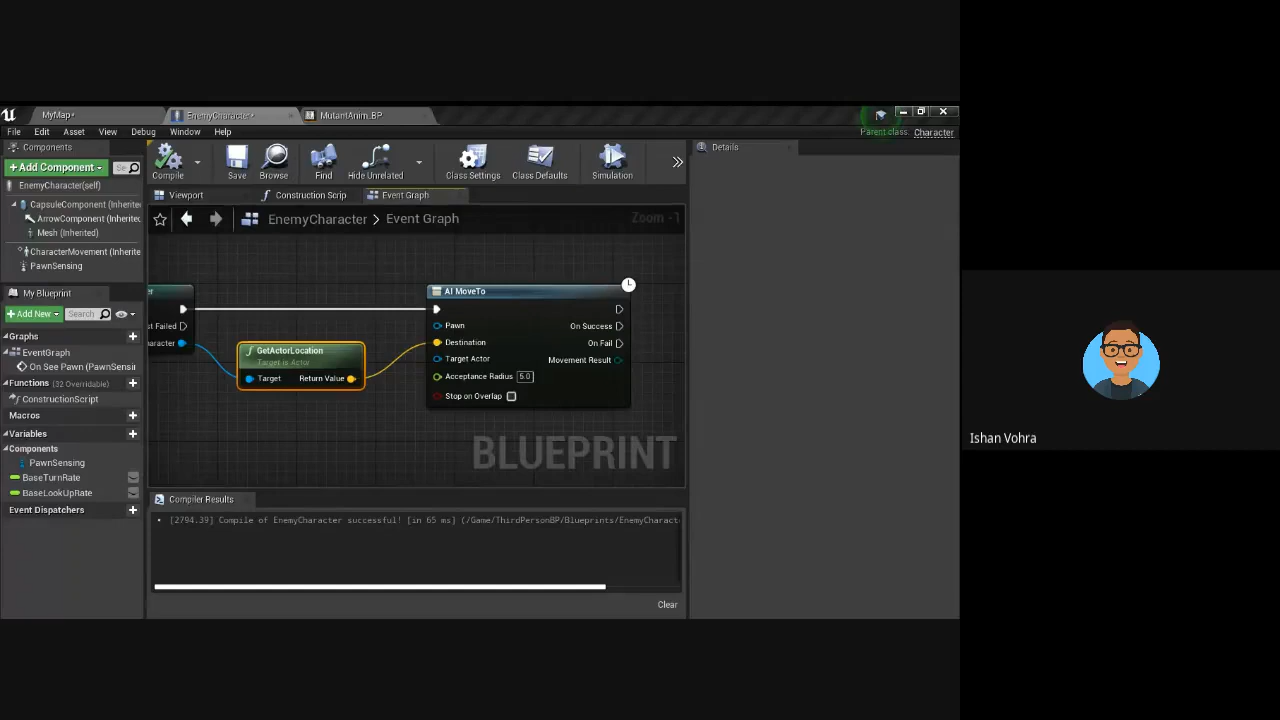 MyMap*
EnemyCharacter*
MutantAnim_BP
File
Edit
Asset
View
Debug
Window
Help
Parent class:
Character
Components
Details
Add Component
Compile
Save
Browse
Find
Hide Unrelated
Class Settings
Class Defaults
Simulation
EnemyCharacter(self)
Viewport
Construction Scrip
Event Graph
CapsuleComponent (Inherited
ArrowComponent (Inherited
Mesh (Inherited)
EnemyCharacter > Event Graph
Zoom -1
CharacterMovement (Inherite
PawnSensing
My Blueprint
er
AI MoveTo
Add New
Search
st Failed
Pawn
On Success
Graphs
haracter
Destination
On Fail
EventGraph
GetActorLocation
Target is Actor
Target Actor
Movement Result
On See Pawn (PawnSensir
Target
Return Value
Acceptance Radius
5.0
Functions
(32 Overridable)
Stop on Overlap
ConstructionScript
Macros
Variables
Ishan Vohra
Components
BLUEPRINT
PawnSensing
BaseTurnRate
BaseLookUpRate
Compiler Results
Event Dispatchers
[2794.39] Compile of EnemyCharacter successful! [in 65 ms] (/Game/ThirdPersonBP/Blueprints/EnemyCharact
Clear